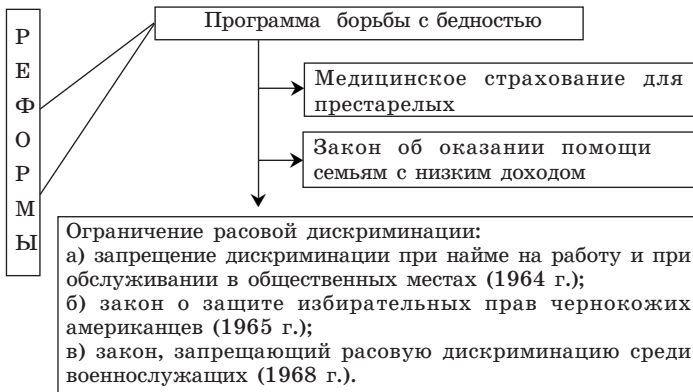 Р
Е
Ф
О
Р
М
Ы
Программа борьбы с бедностью
Медицинское страхование для
престарелых
Закон об оказании помощи
семьям с низким доходом
Ограничение расовой дискриминации:
а) запрещение дискриминации при найме на работу и при
обслуживании в общественных местах (1964 г.);
б) закон о защите избирательных прав чернокожих
американцев (1965 г.);
в) закон, запрещающий расовую дискриминацию среди
военнослужащих (1968 г.).